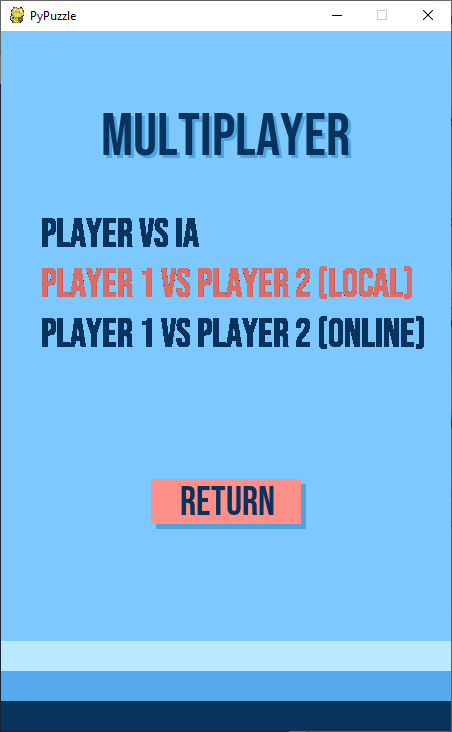 PyPuzzle
MULTIPLAYER
PLAYER VS IA
PLAYER 1 VS PLAYER 2 (LOCAL)
PLAYER 1 VS PLAYER 2 (ONLINE)
RETURN